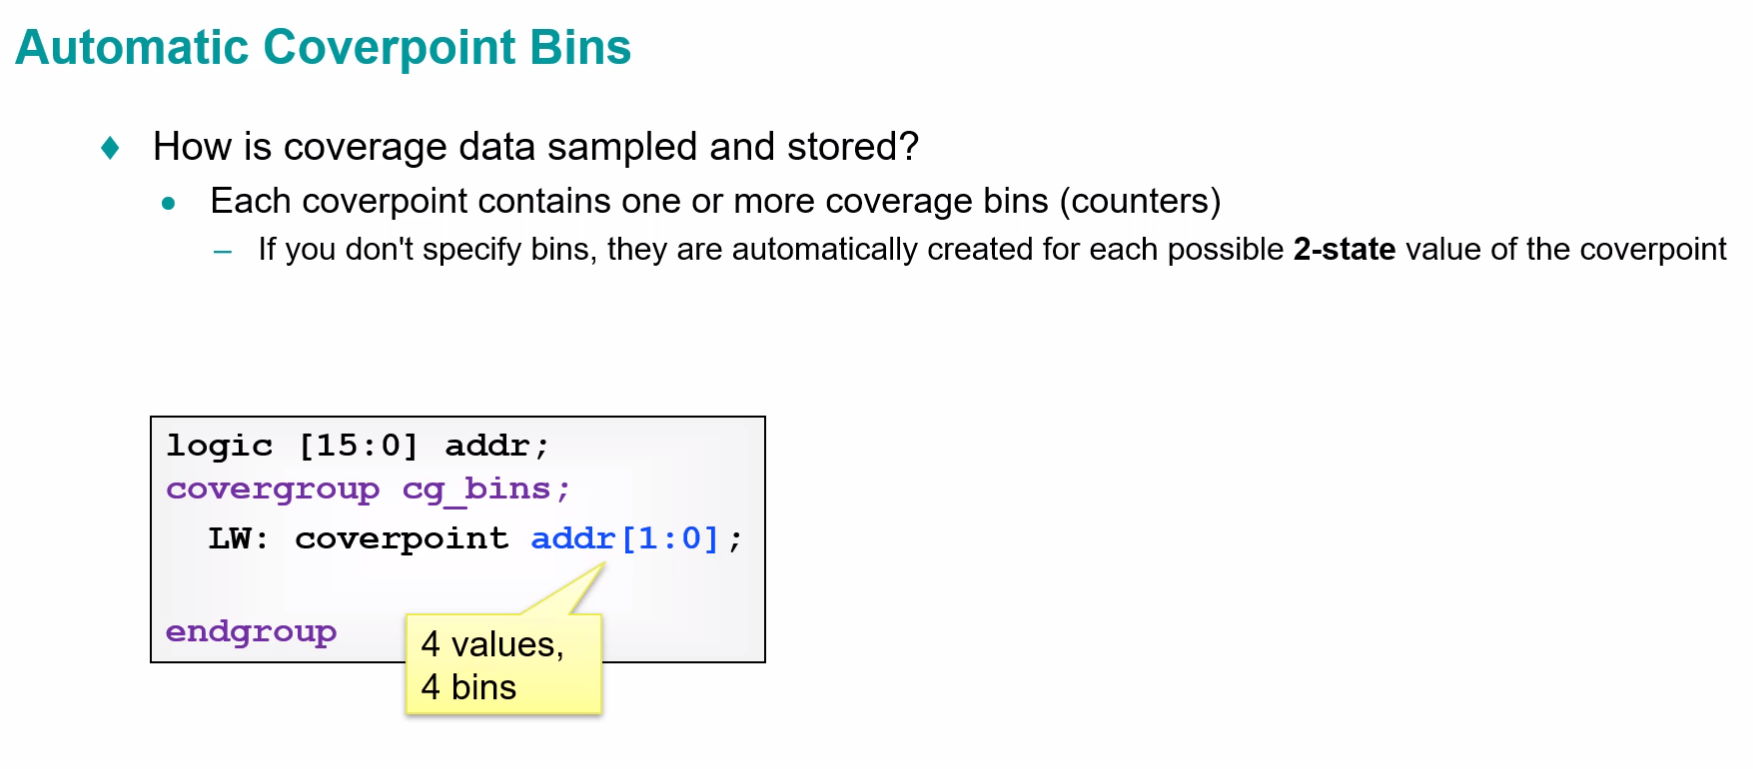 Automatic Coverpoint Bins
How is coverage data sampled and stored?
Each coverpoint contains one or more coverage bins (counters)
– If you don't specify bins, they are automatically created for each possible 2-state value of the coverpoint
logic [15:0] addr;
covergroup cg_bins;
LW: coverpoint addr[1:0];
endgroup
4 values,
4 bins